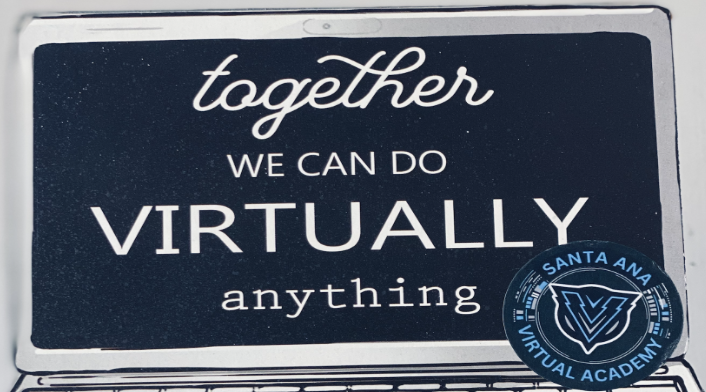 together
WE CAN DO
VIRTUALLY
anything
SANTA ANA
VIRTUAL ACADEMY